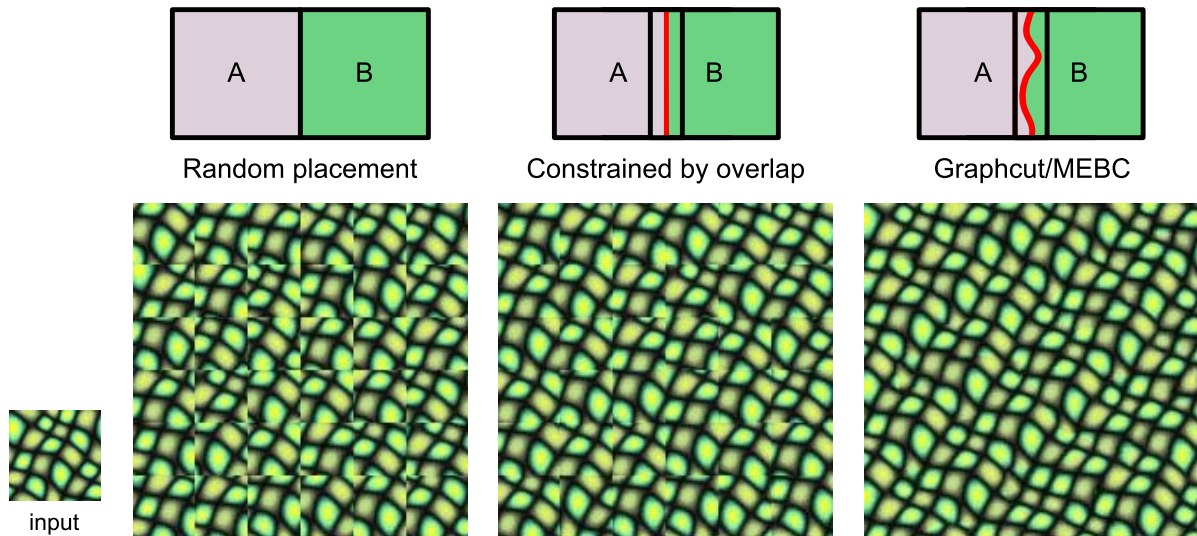 A B
A B
A B
Random placement
Constrained by overlap
Graphcut/MEBC
input